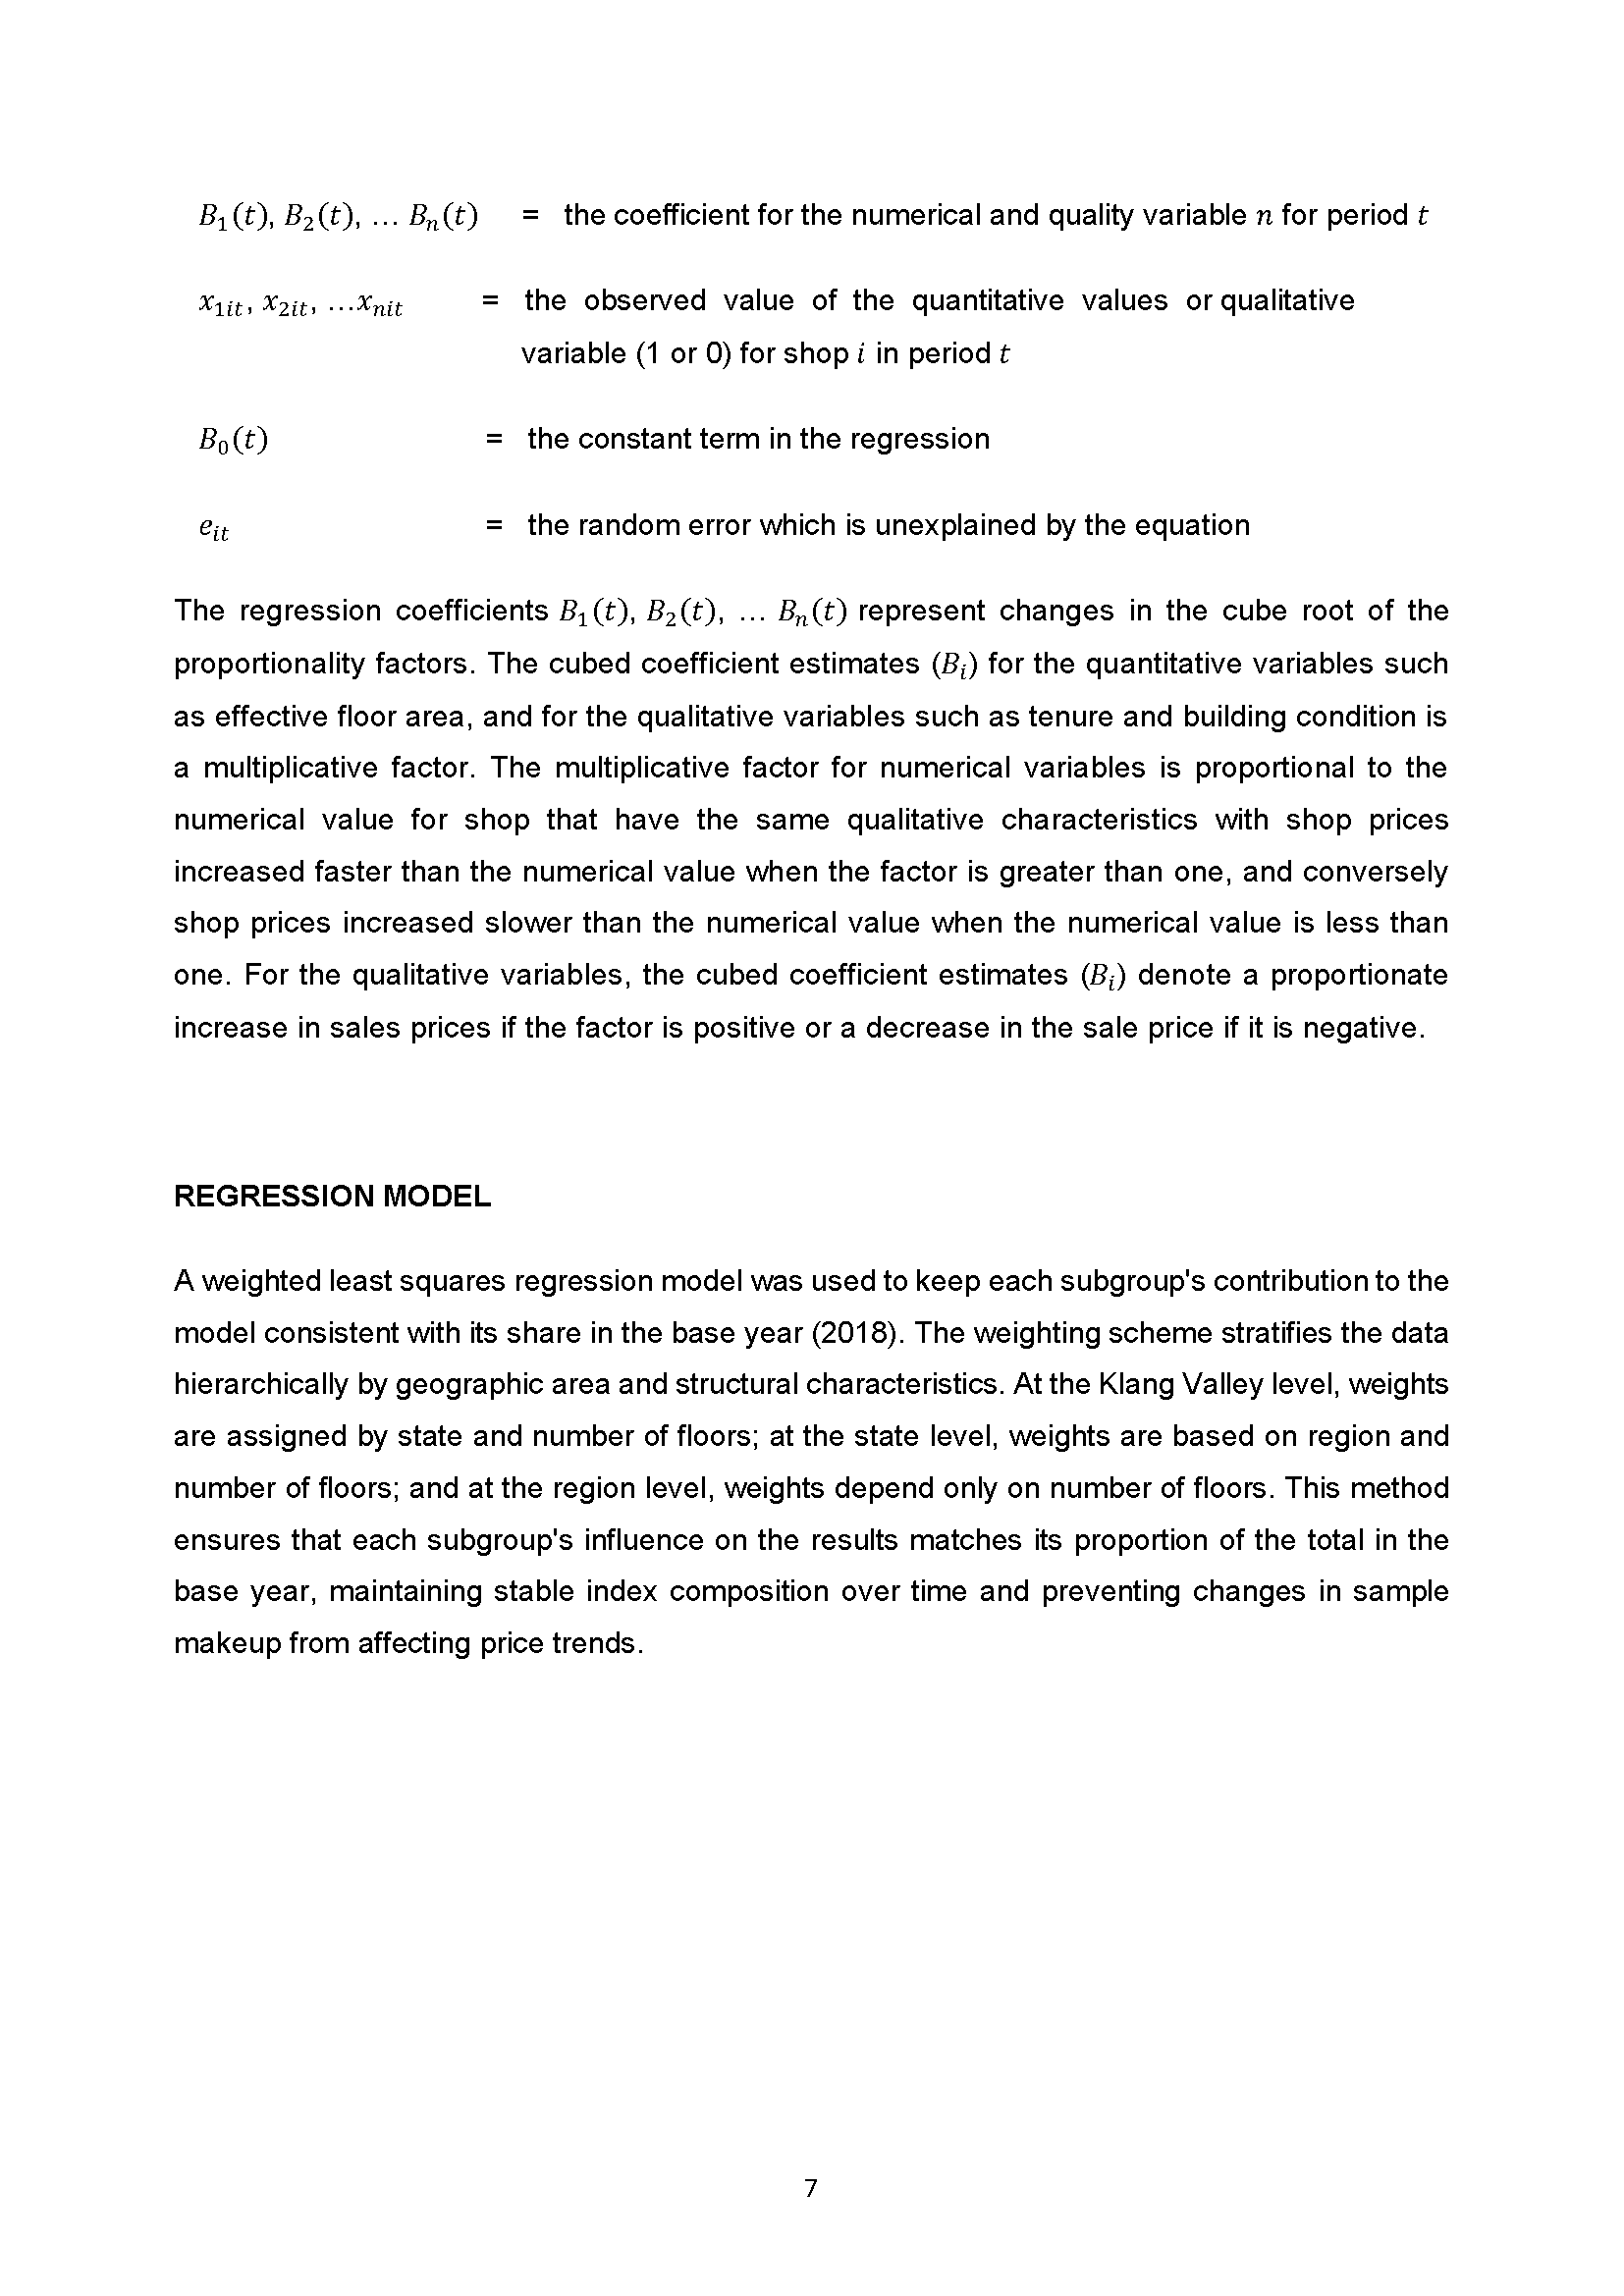 B₁(t), B₂(t), … Bₙ(t) = the coefficient for the numerical and quality variable n for period t
x₁ᵢₜ, x₂ᵢₜ, …xₙᵢₜ = the observed value of the quantitative values or qualitative
variable (1 or 0) for shop i in period t
B₀(t) = the constant term in the regression
eᵢₜ = the random error which is unexplained by the equation
The regression coefficients B₁(t), B₂(t), … Bₙ(t) represent changes in the cube root of the
proportionality factors. The cubed coefficient estimates (Bᵢ) for the quantitative variables such
as effective floor area, and for the qualitative variables such as tenure and building condition is
a multiplicative factor. The multiplicative factor for numerical variables is proportional to the
numerical value for shop that have the same qualitative characteristics with shop prices
increased faster than the numerical value when the factor is greater than one, and conversely
shop prices increased slower than the numerical value when the numerical value is less than
one. For the qualitative variables, the cubed coefficient estimates (Bᵢ) denote a proportionate
increase in sales prices if the factor is positive or a decrease in the sale price if it is negative.
REGRESSION MODEL
A weighted least squares regression model was used to keep each subgroup's contribution to the
model consistent with its share in the base year (2018). The weighting scheme stratifies the data
hierarchically by geographic area and structural characteristics. At the Klang Valley level, weights
are assigned by state and number of floors; at the state level, weights are based on region and
number of floors; and at the region level, weights depend only on number of floors. This method
ensures that each subgroup's influence on the results matches its proportion of the total in the
base year, maintaining stable index composition over time and preventing changes in sample
makeup from affecting price trends.
7